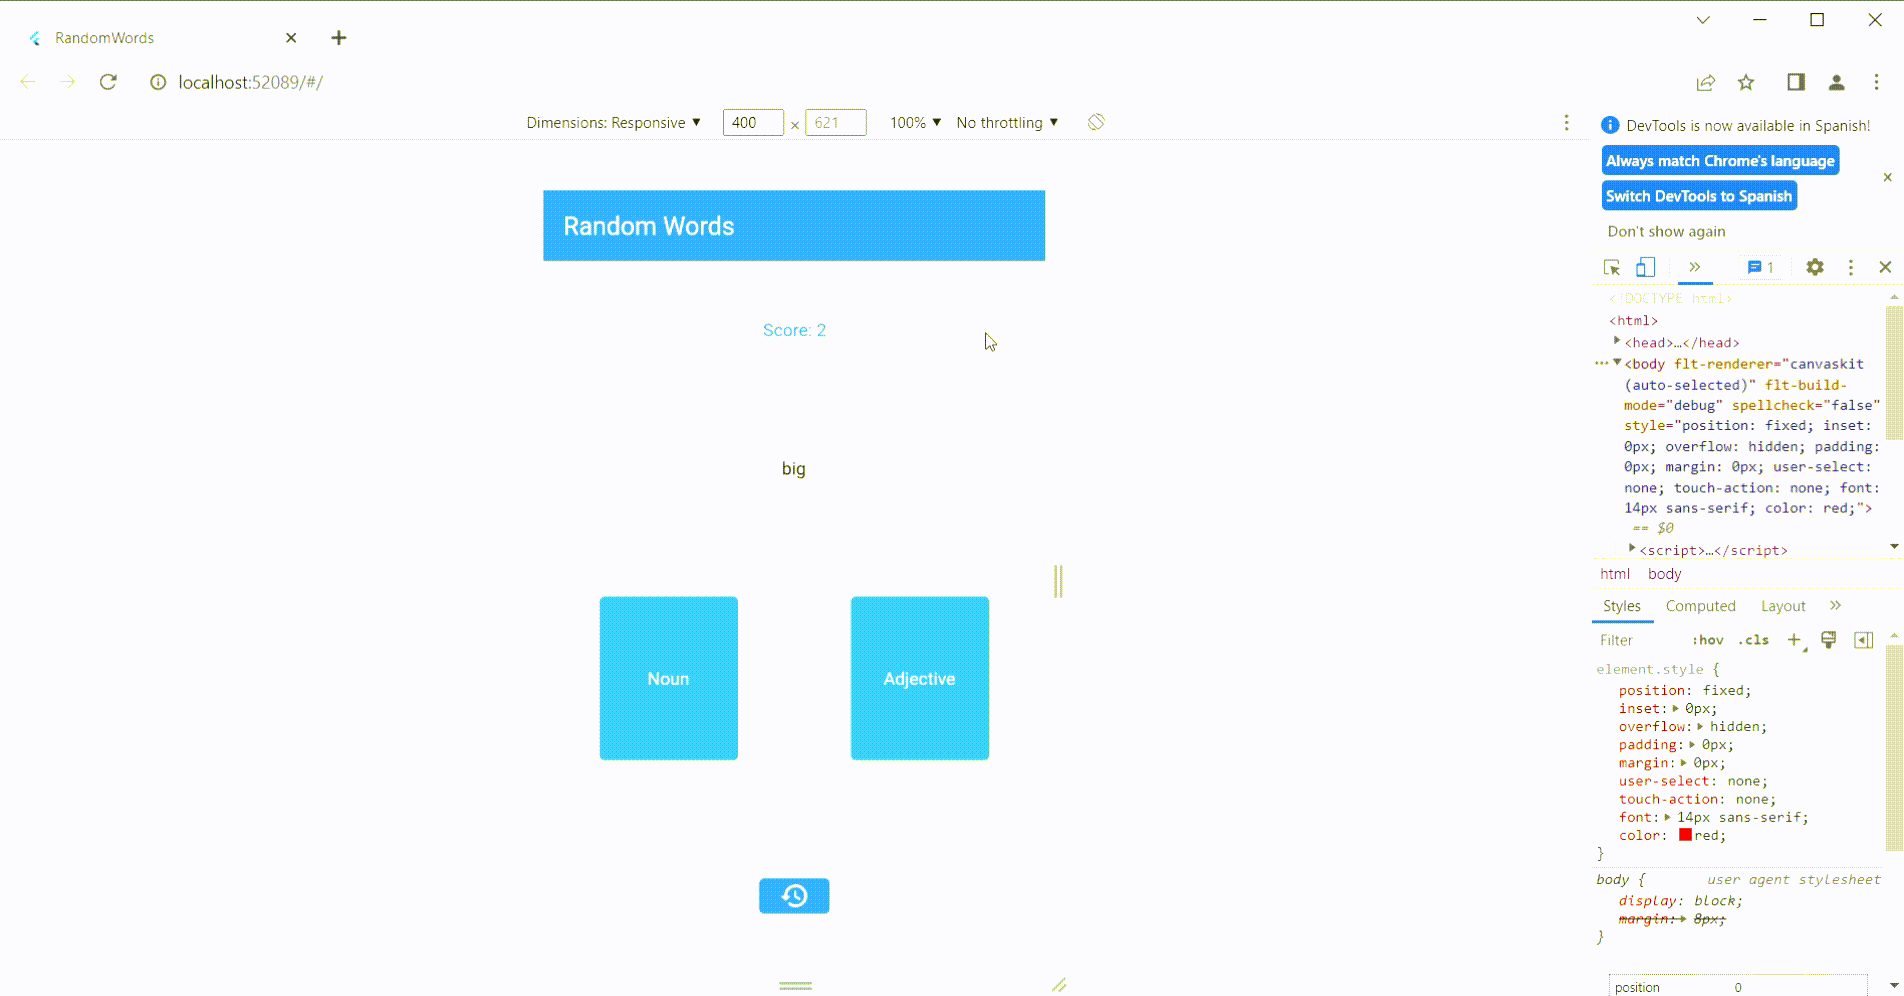 RandomWords
localhost:52089/#/
Dimensions: Responsive ▼ 400 × 621 100% ▼ No throttling ▼
Random Words
Score: 2
big
Noun Adjective
DevTools is now available in Spanish!
Always match Chrome's language
Switch DevTools to Spanish
Don't show again
1
<!DOCTYPE html>
<html>
<head>…</head>
<body flt-renderer="canvaskit
(auto-selected)" flt-build-
mode="debug" spellcheck="false"
style="position: fixed; inset:
0px; overflow: hidden; padding:
0px; margin: 0px; user-select:
none; touch-action: none; font:
14px sans-serif; color: red;">
== $0
<script>…</script>
html body
Styles Computed Layout »
Filter :hov .cls +
element.style {
position: fixed;
inset: 0px;
overflow: hidden;
padding: 0px;
margin: 0px;
user-select: none;
touch-action: none;
font: 14px sans-serif;
color: red;
}
body { user agent stylesheet
display: block;
margin: 8px;
}
position 0